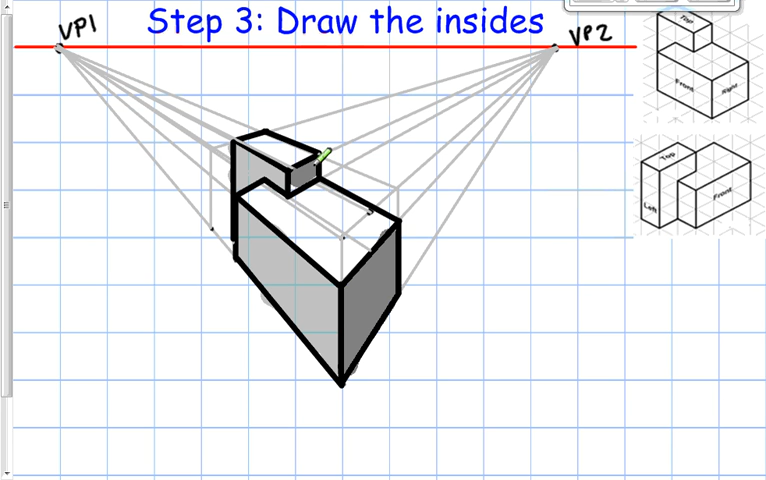 Step 3: Draw the insides
VP1
VP2
Top
Front
Right
Top
Left
Front